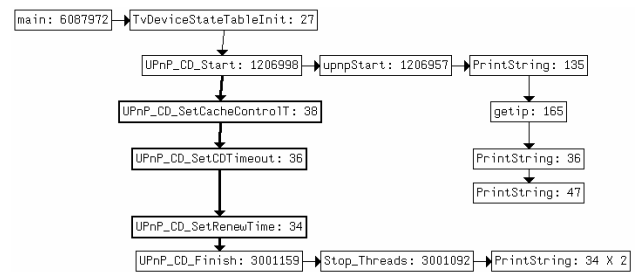 main: 6087972 TvDeviceStateTableInit: 27
UPnP_CD_Start: 1206998 upnpStart: 1206957 PrintString: 135
UPnP_CD_SetCacheControlT: 38 getip: 165
UPnP_CD_SetCDTimeout: 36 PrintString: 36
PrintString: 47
UPnP_CD_SetRenewTime: 34
UPnP_CD_Finish: 3001159 Stop_Threads: 3001092 PrintString: 34 X 2